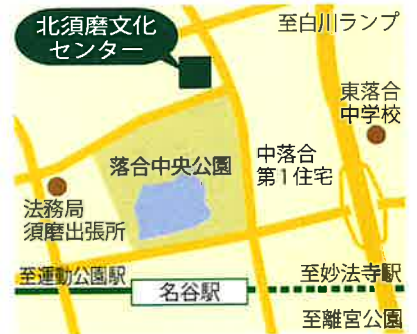 北須磨文化
センター
至白川ランプ
東落合
中学校
落合中央公園
中落合
第1住宅
法務局
須磨出張所
至運動公園駅
名谷駅
至妙法寺駅
至離宮公園